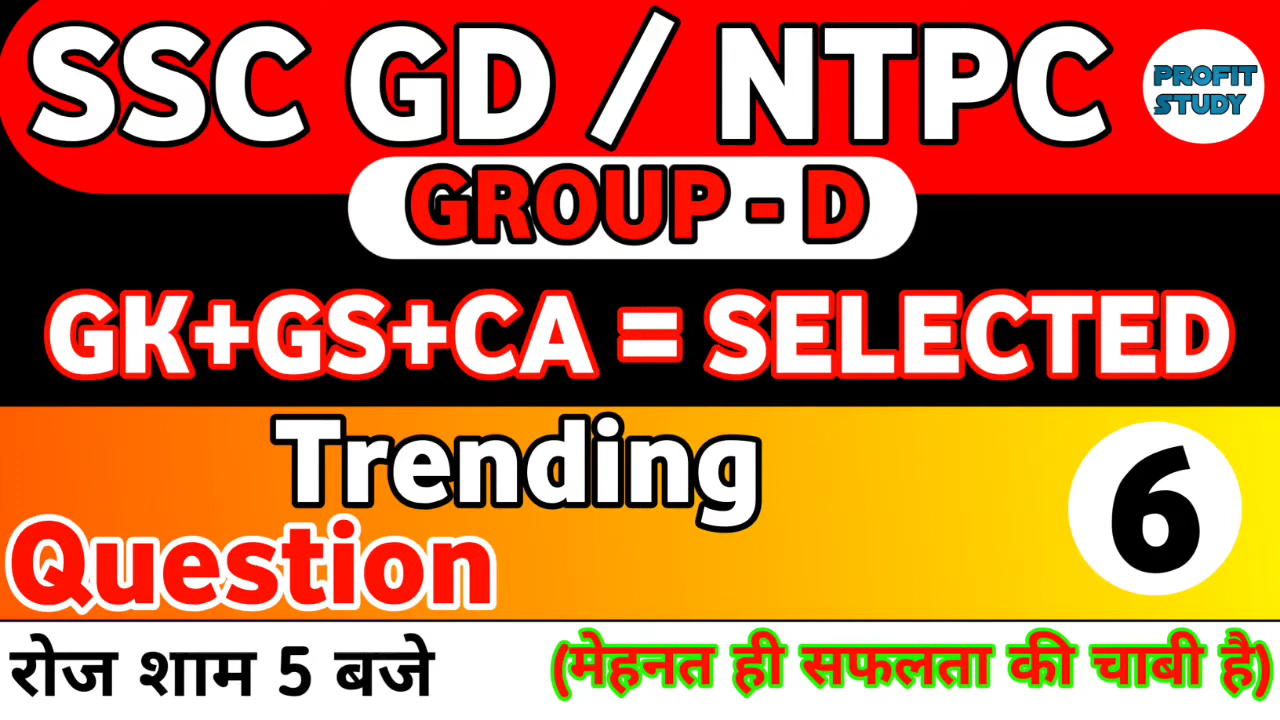 SSC GD / NTPC
PROFIT
STUDY
GROUP - D
GK+GS+CA = SELECTED
Trending
6
Question
रोज शाम 5 बजे
(मेहनत ही सफलता की चाबी है)